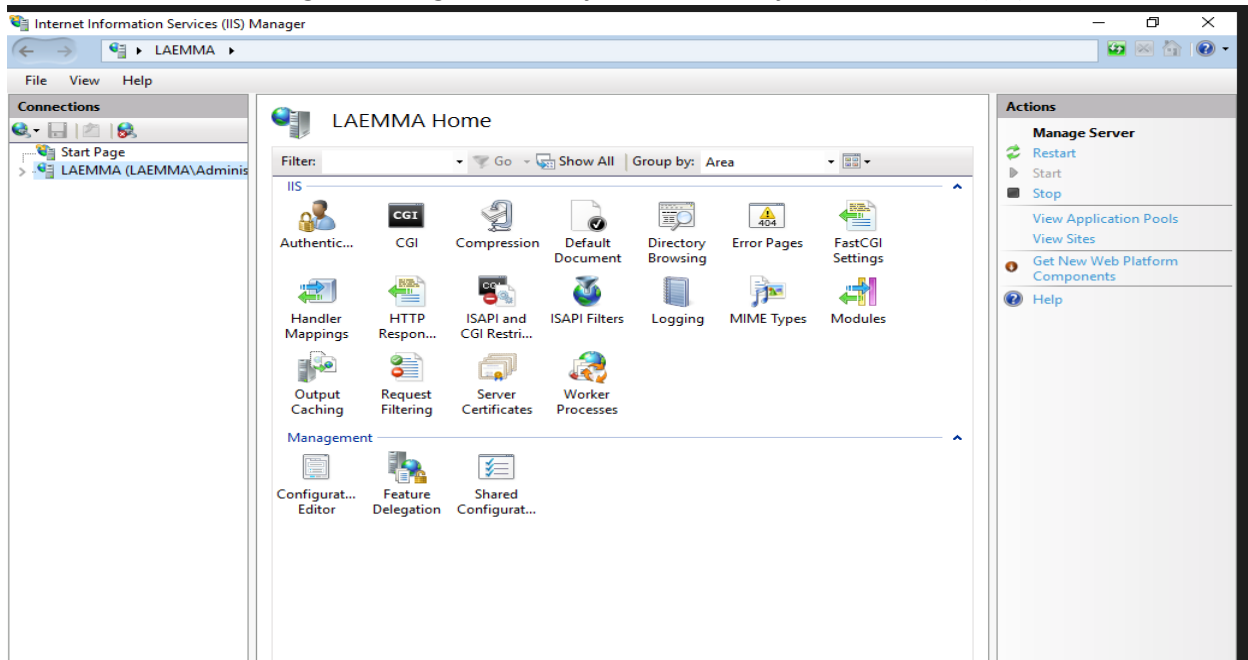 Internet Information Services (IIS) Manager
LAEMMA
File View Help
Connections
Start Page
LAEMMA (LAEMMA\Adminis
LAEMMA Home
Filter: Go Show All Group by: Area
IIS
Authentic... CGI Compression Default Document Directory Browsing Error Pages FastCGI Settings
Handler Mappings HTTP Respon... ISAPI and CGI Restri... ISAPI Filters Logging MIME Types Modules
Output Caching Request Filtering Server Certificates Worker Processes
Management
Configurat... Editor Feature Delegation Shared Configurat...
Actions
Manage Server
Restart
Start
Stop
View Application Pools
View Sites
Get New Web Platform
Components
Help